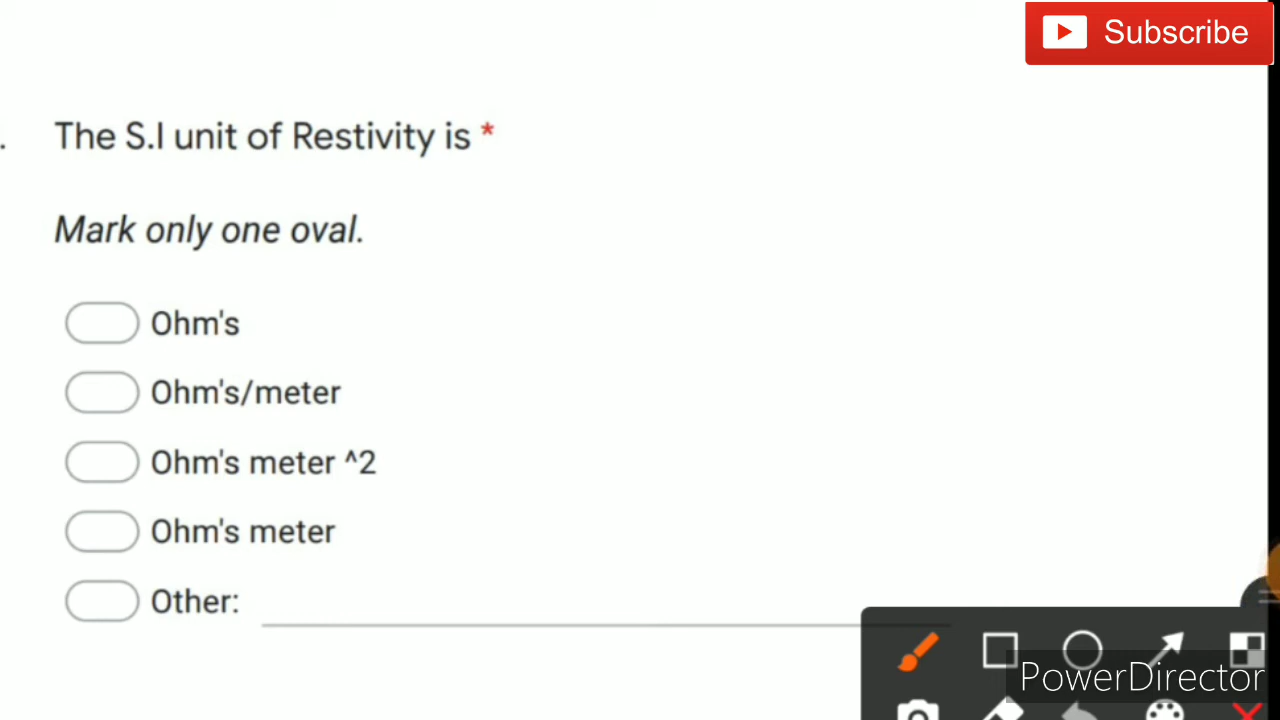 Subscribe
. The S.I unit of Restivity is *
Mark only one oval.
Ohm's
Ohm's/meter
Ohm's meter ^2
Ohm's meter
Other:
PowerDirector